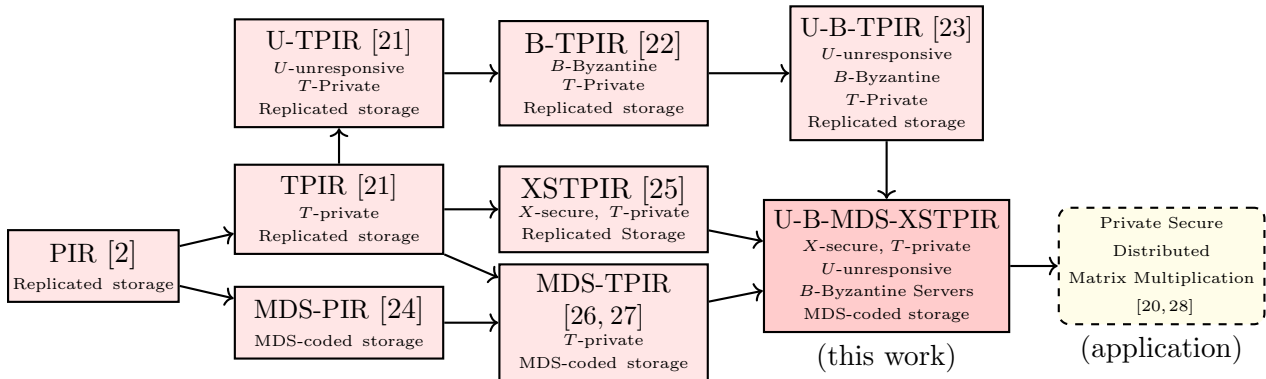 U-TPIR [21]
U-unresponsive
T-Private
Replicated storage
B-TPIR [22]
B-Byzantine
T-Private
Replicated storage
U-B-TPIR [23]
U-unresponsive
B-Byzantine
T-Private
Replicated storage
PIR [2]
Replicated storage
TPIR [21]
T-private
Replicated storage
MDS-PIR [24]
MDS-coded storage
XSTPIR [25]
X-secure, T-private
Replicated Storage
MDS-TPIR
[26, 27]
T-private
MDS-coded storage
U-B-MDS-XSTPIR
X-secure, T-private
U-unresponsive
B-Byzantine Servers
MDS-coded storage
(this work)
Private Secure
Distributed
Matrix Multiplication
[20, 28]
(application)